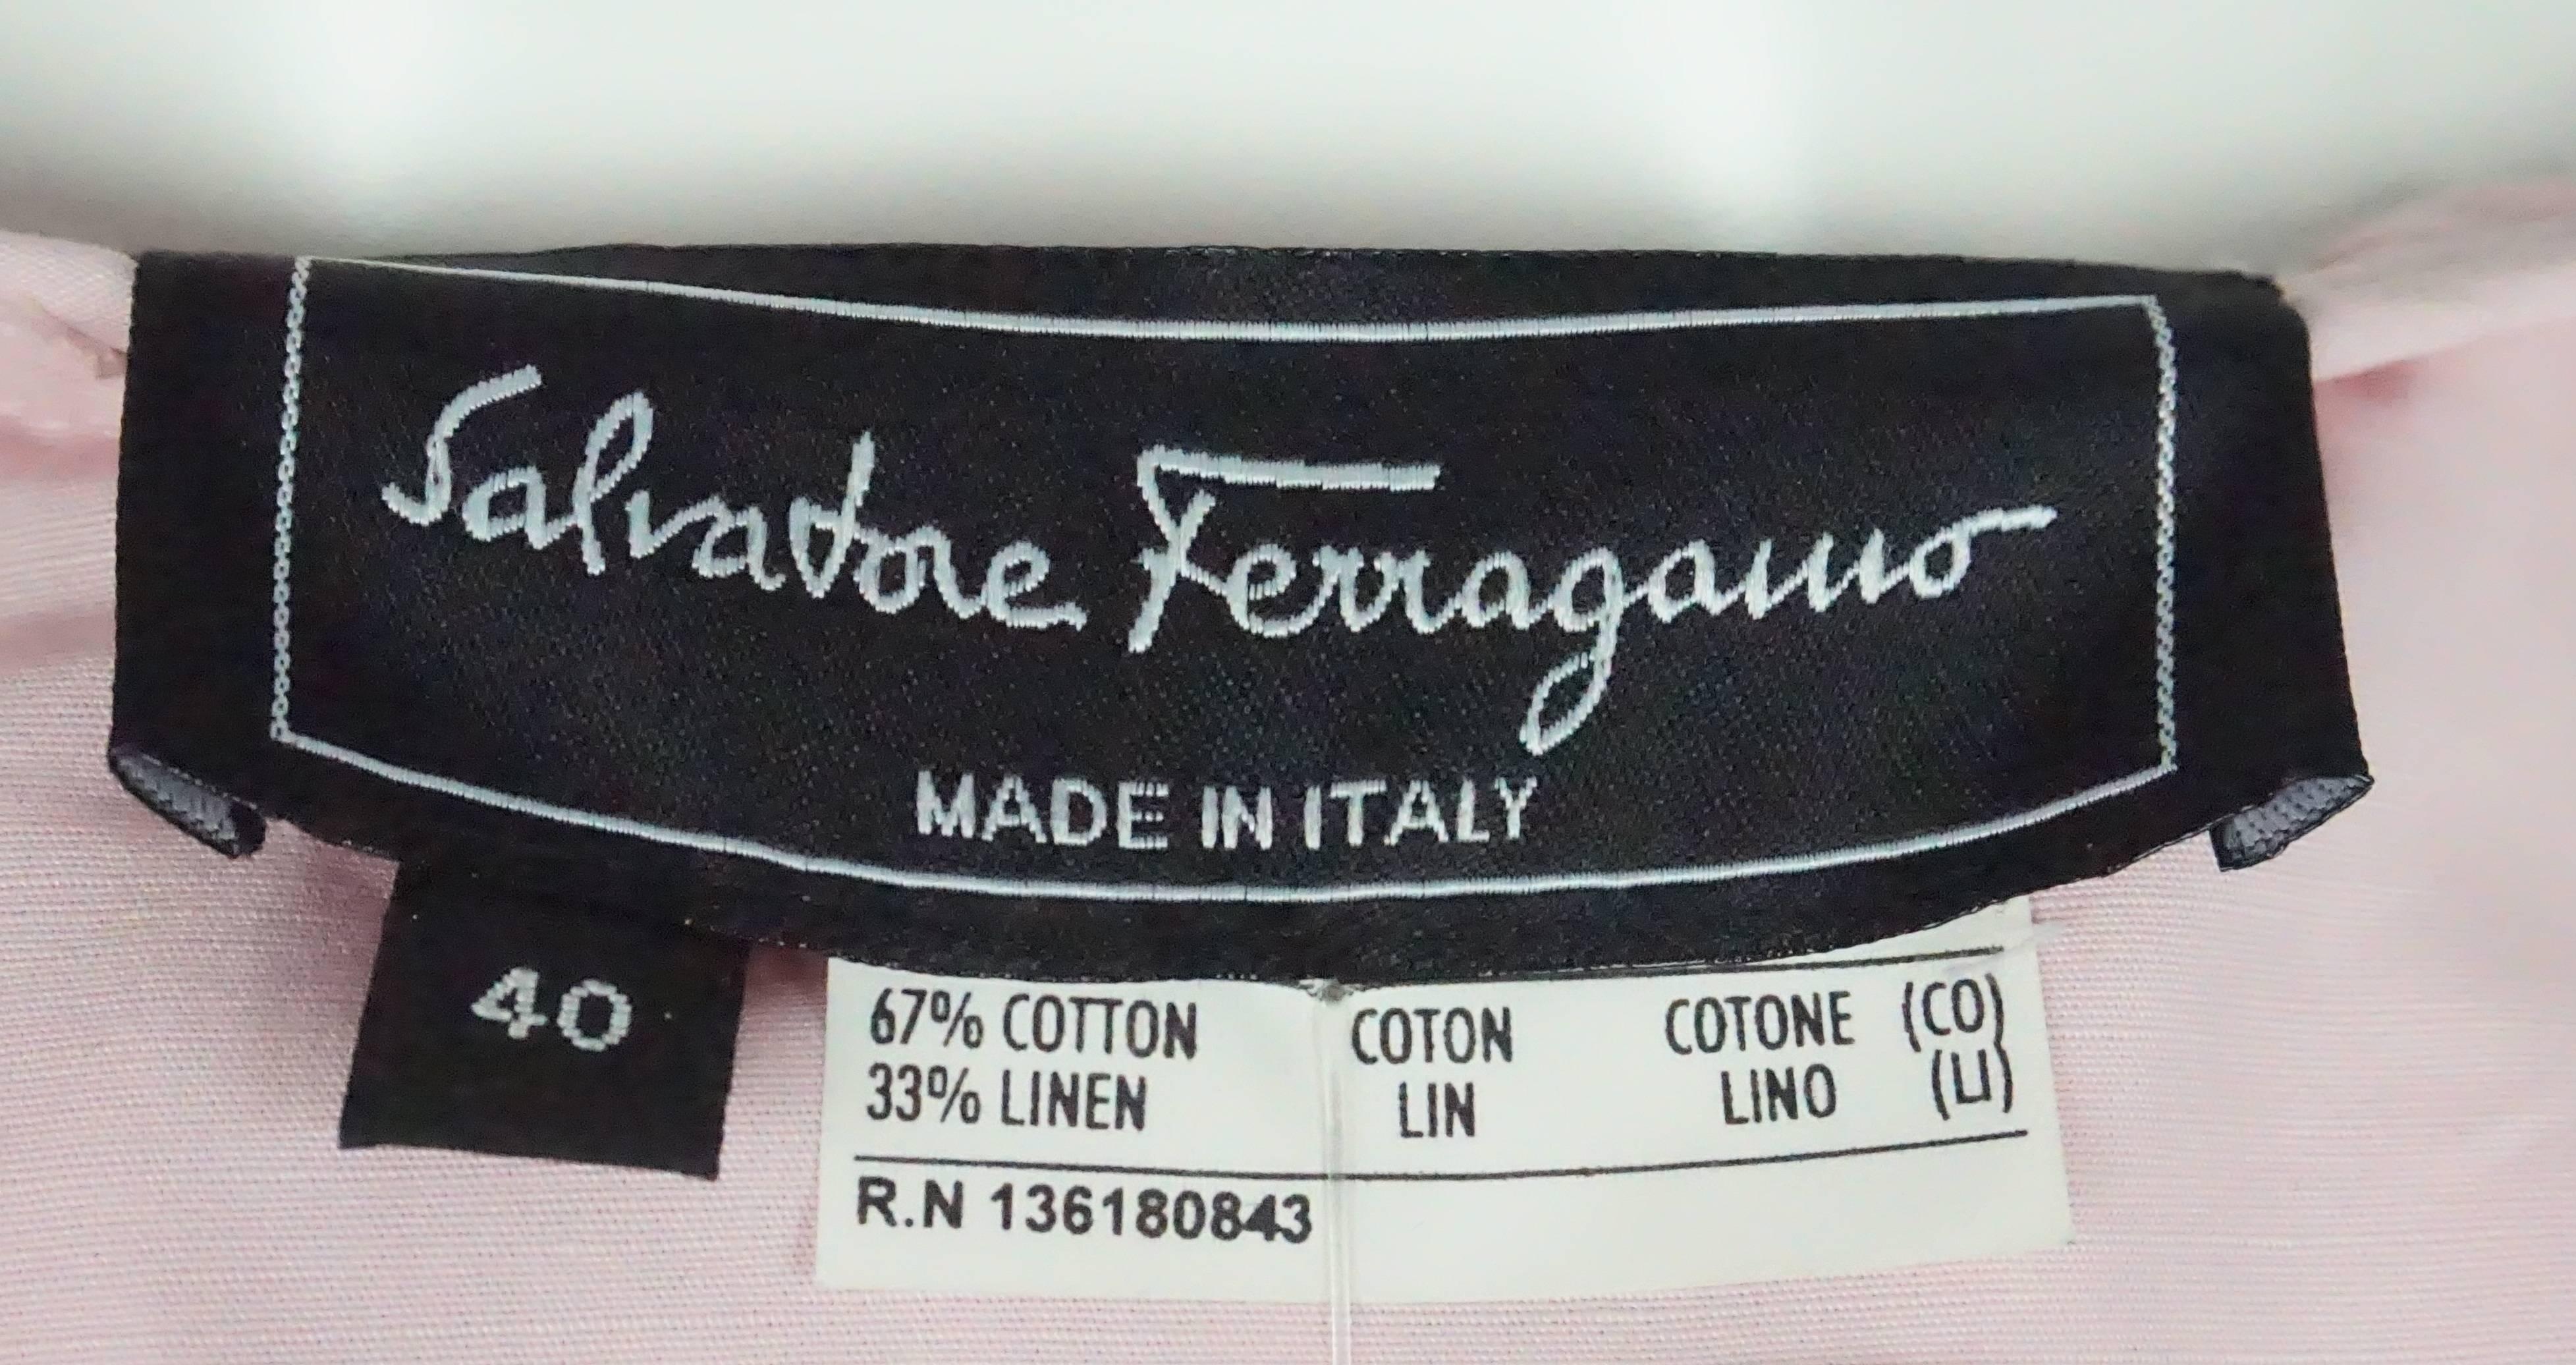 Salvatore Ferragamo
MADE IN ITALY
40
67% COTTON COTON COTONE (CO)
33% LINEN LIN LINO (LI)
R.N 136180843